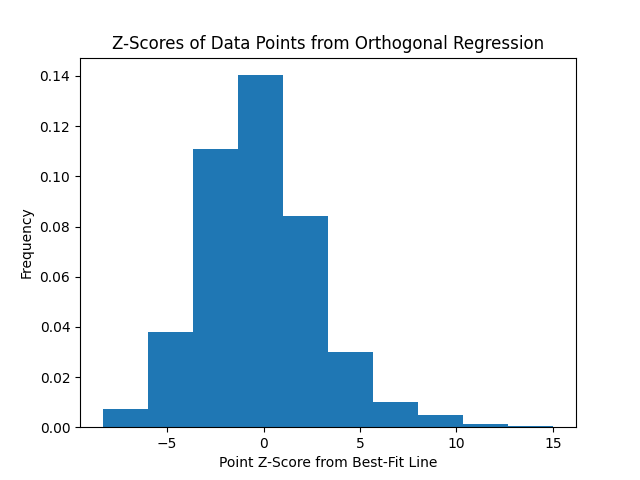 Z-Scores of Data Points from Orthogonal Regression
0.14
0.12
0.10
0.08
0.06
0.04
0.02
0.00
Frequency
−5 0 5 10 15
Point Z-Score from Best-Fit Line